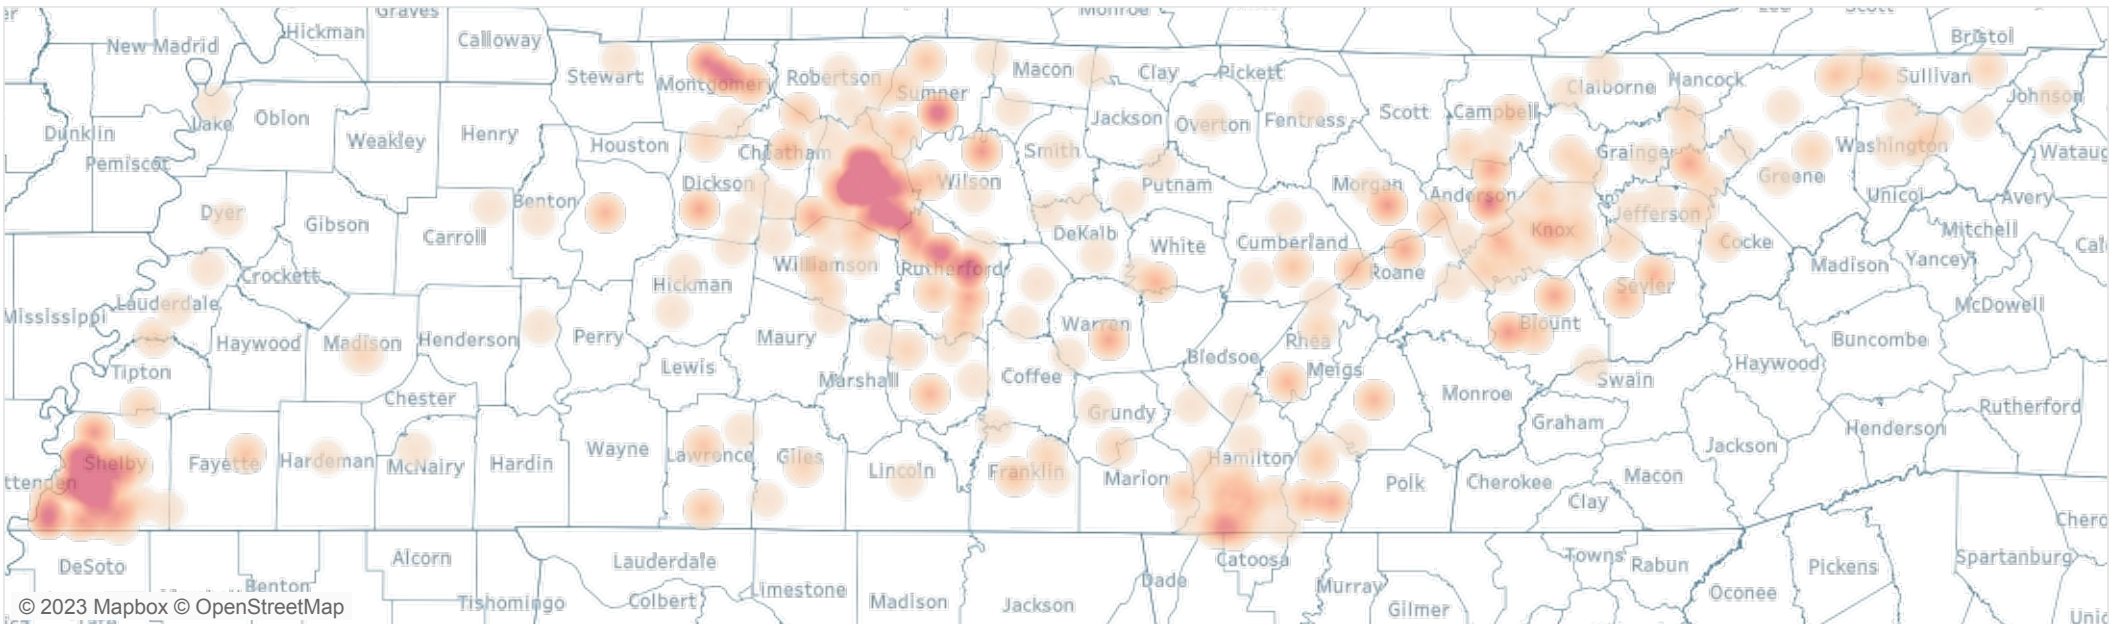 Graves
Monroe
Scott
Hickman
New Madrid
Calloway
Bristol
Stewart
Montgomery
Robertson
Macon
Clay
Pickett
Claiborne
Hancock
Sullivan
Sumner
Johnson
Lake
Obion
Jackson
Overton
Fentress
Scott
Campbell
Dunklin
Weakley
Henry
Houston
Cheatham
Smith
Grainger
Washington
Watauga
Pemiscot
Dickson
Wilson
Putnam
Morgan
Anderson
Greene
Unicoi
Avery
Benton
Dyer
Gibson
Carroll
DeKalb
White
Cumberland
Knox
Jefferson
Cocke
Mitchell
Crockett
Williamson
Rutherford
Roane
Madison
Yancey
Hickman
Sevier
Lauderdale
McDowell
Mississippi
Haywood
Madison
Henderson
Perry
Maury
Warren
Rhea
Blount
Buncombe
Bledsoe
Tipton
Lewis
Marshall
Coffee
Meigs
Swain
Haywood
Chester
Grundy
Monroe
Graham
Henderson
Rutherford
Shelby
Fayette
Hardeman
McNairy
Hardin
Wayne
Lawrence
Giles
Lincoln
Franklin
Marion
Hamilton
Polk
Cherokee
Macon
Jackson
ttenden
Clay
DeSoto
Alcorn
Lauderdale
Limestone
Catoosa
Towns
Rabun
Pickens
Spartanburg
Benton
Tishomingo
Colbert
Madison
Jackson
Dade
Murray
Gilmer
Oconee
© 2023 Mapbox © OpenStreetMap